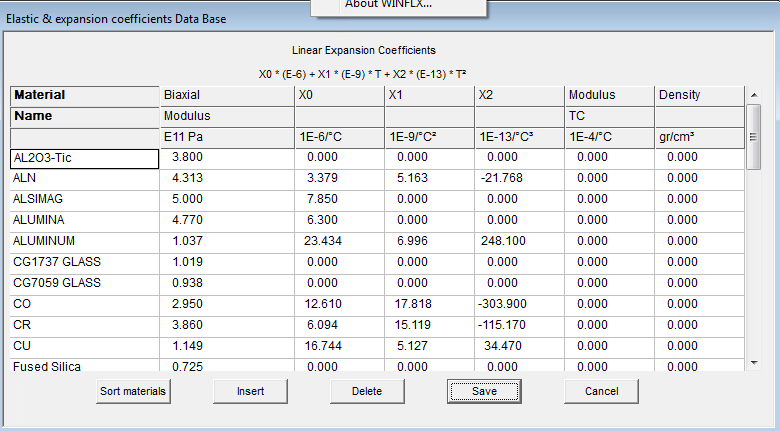 About WINFLX...
Elastic & expansion coefficients Data Base
Linear Expansion Coefficients
X0 * (E-6) + X1 * (E-9) * T + X2 * (E-13) * T²
Material Biaxial X0 X1 X2 Modulus Density
Name Modulus TC
E11 Pa 1E-6/°C 1E-9/°C² 1E-13/°C³ 1E-4/°C gr/cm³
AL2O3-Tic 3.800 0.000 0.000 0.000 0.000 0.000
ALN 4.313 3.379 5.163 -21.768 0.000 0.000
ALSIMAG 5.000 7.850 0.000 0.000 0.000 0.000
ALUMINA 4.770 6.300 0.000 0.000 0.000 0.000
ALUMINUM 1.037 23.434 6.996 248.100 0.000 0.000
CG1737 GLASS 1.019 0.000 0.000 0.000 0.000 0.000
CG7059 GLASS 0.938 0.000 0.000 0.000 0.000 0.000
CO 2.950 12.610 17.818 -303.900 0.000 0.000
CR 3.860 6.094 15.119 -115.170 0.000 0.000
CU 1.149 16.744 5.127 34.470 0.000 0.000
Fused Silica 0.725 0.000 0.000 0.000 0.000 0.000
Sort materials Insert Delete Save Cancel